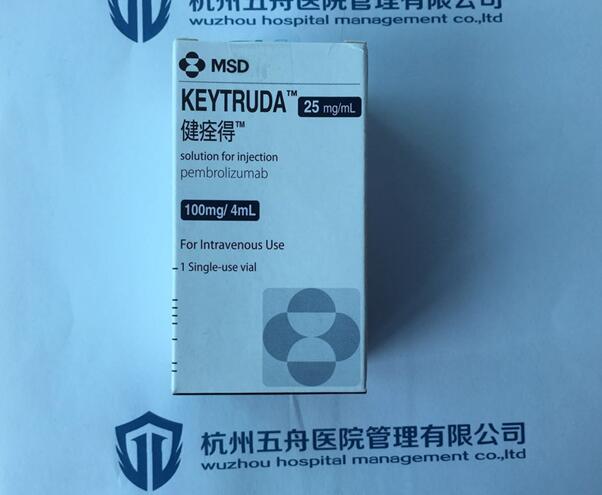 杭州五舟医院管理有限公司
wuzhou hospital management co.,ltd
MSD
KEYTRUDA™ 25 mg/mL
健痊得™
solution for injection
pembrolizumab
100mg/ 4mL
For Intravenous Use
1 Single-use vial
杭州五舟医院管理有限公司
wuzhou hospital management co.,ltd